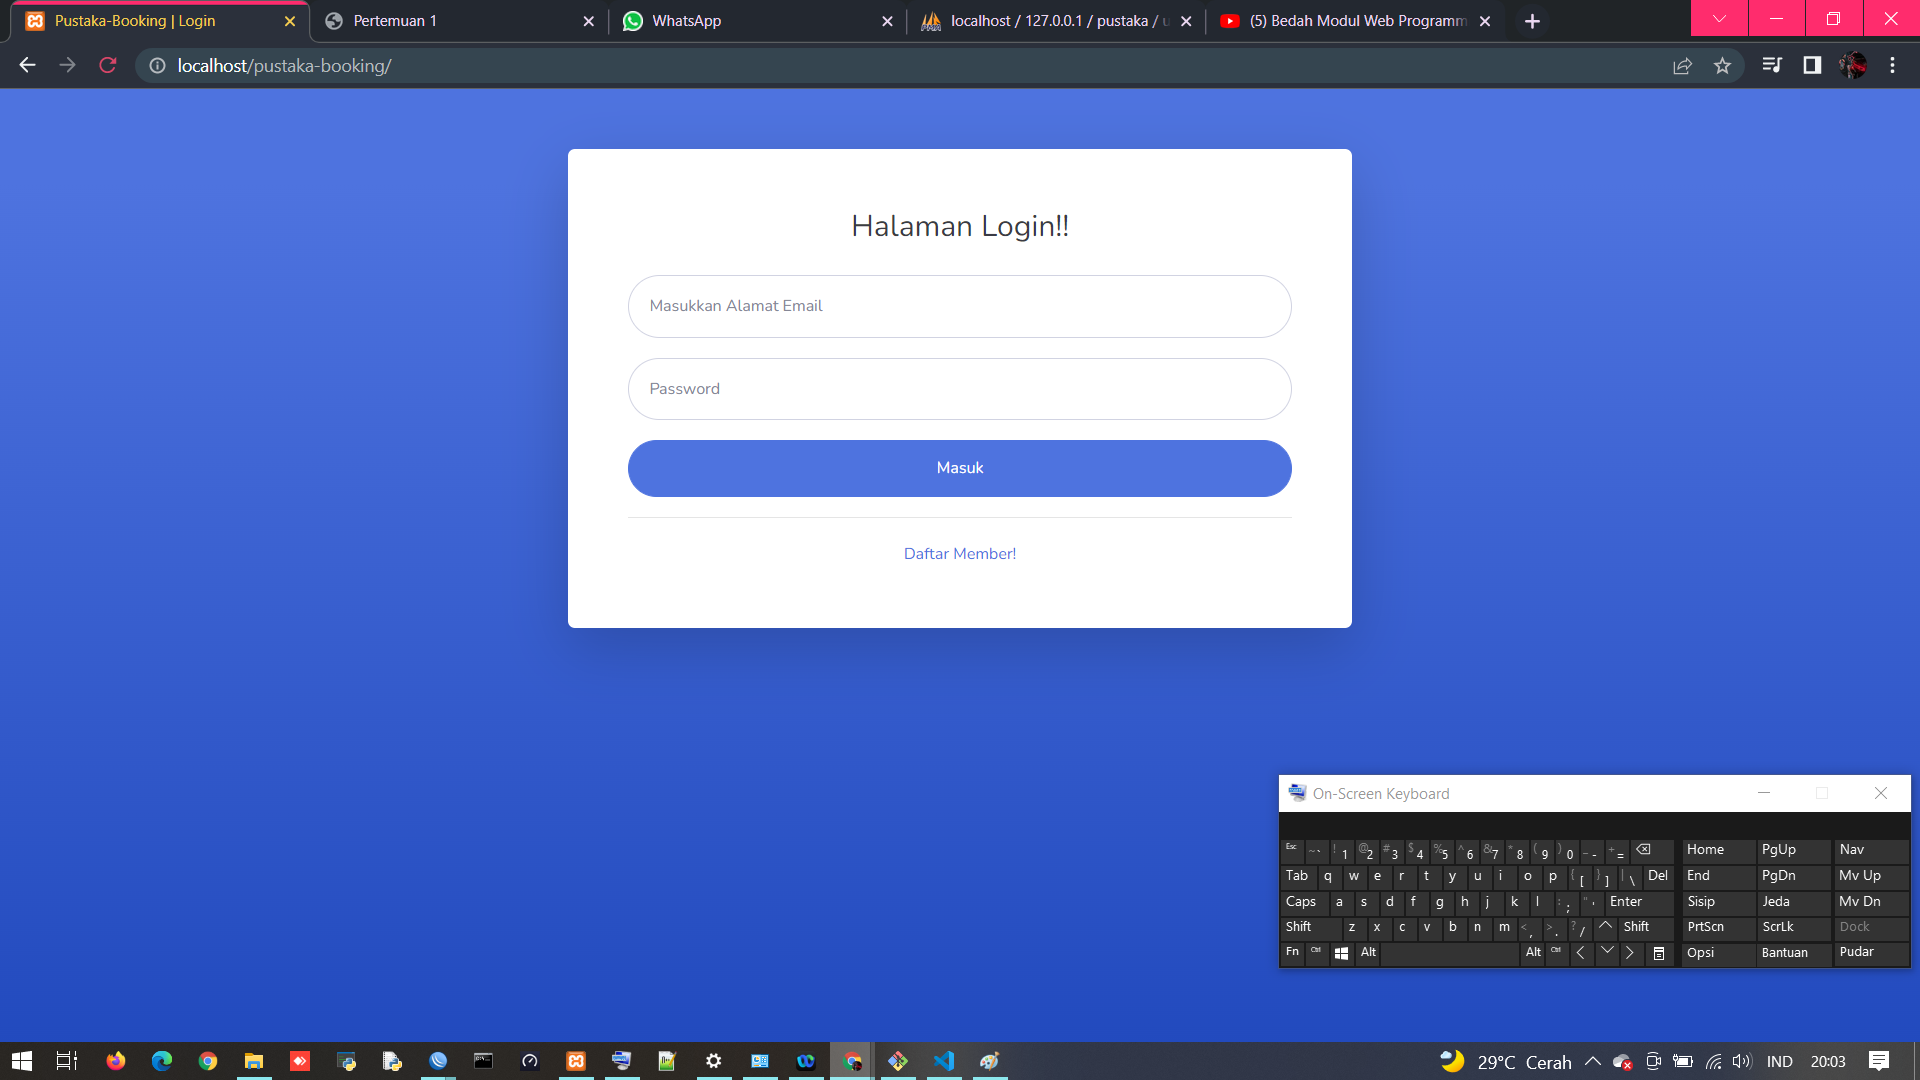 Pustaka-Booking | Login
Pertemuan 1
WhatsApp
localhost / 127.0.0.1 / pustaka / u
(5) Bedah Modul Web Programm
localhost/pustaka-booking/
Halaman Login!!
Masukkan Alamat Email
Password
Masuk
Daftar Member!
On-Screen Keyboard
Esc ~ ` ! 1 @ 2 # 3 $ 4 % 5 ^ 6 & 7 * 8 ( 9 ) 0 _ - + = Home PgUp Nav
Tab q w e r t y u i o p { [ } ] | \ Del End PgDn Mv Up
Caps a s d f g h j k l : ; " ' Enter Sisip Jeda Mv Dn
Shift z x c v b n m < , > . ? / Shift PrtScn ScrLk Dock
Fn Ctrl Alt Alt Ctrl Opsi Bantuan Pudar
29°C Cerah IND 20:03